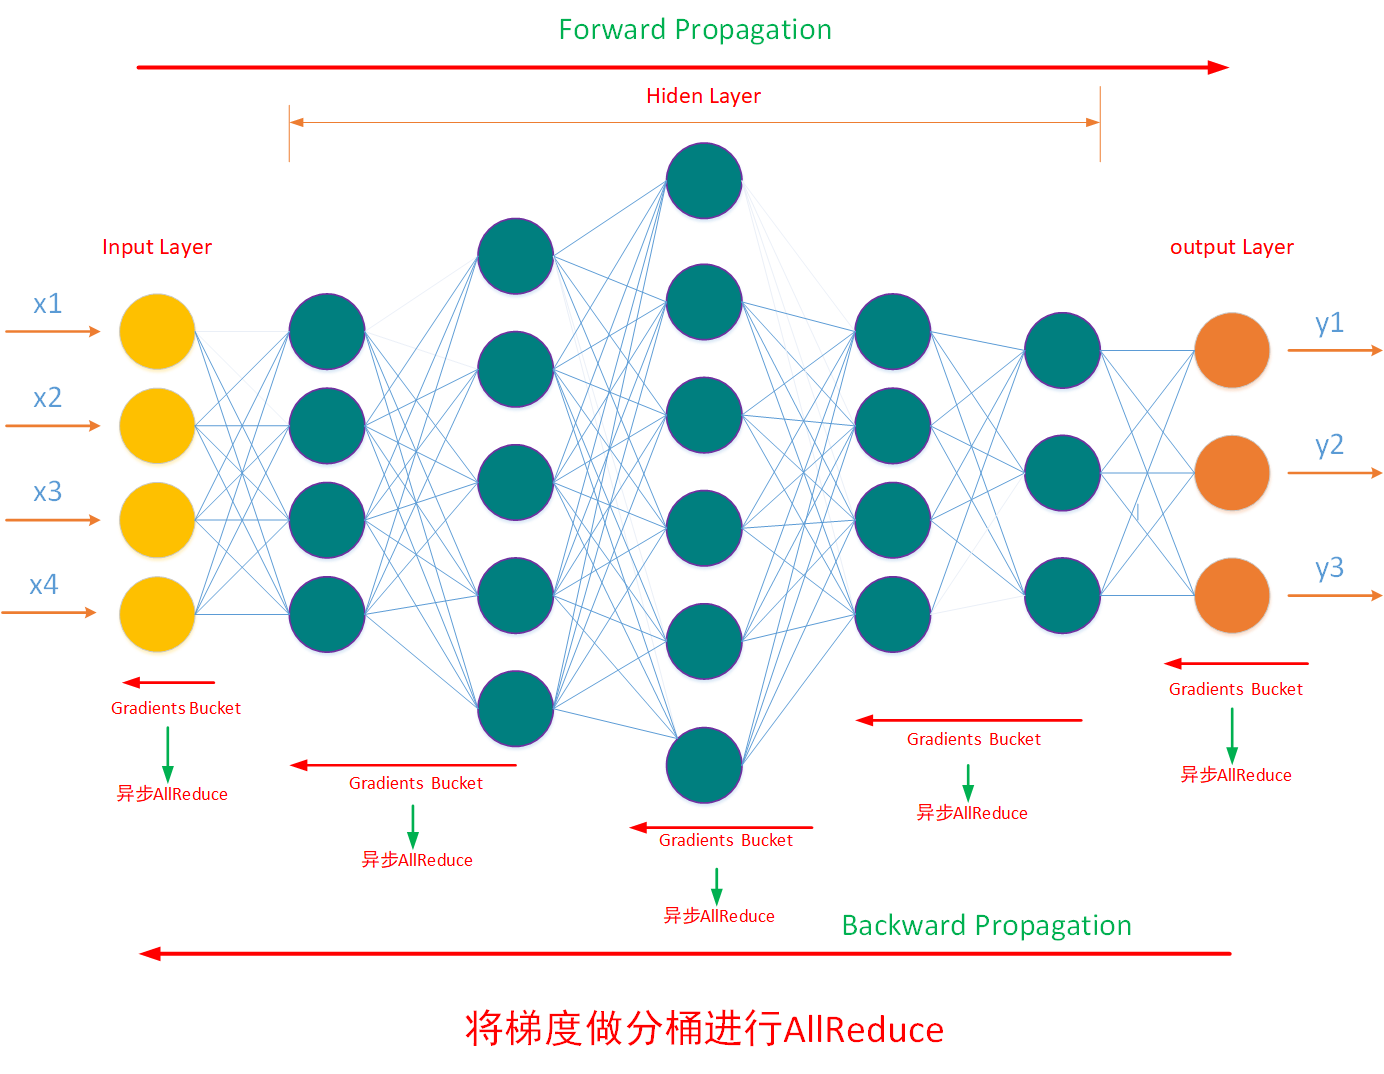 Forward Propagation
Hiden Layer
Input Layer
output Layer
x1
y1
x2
y2
x3
y3
x4
Gradients Bucket
异步AllReduce
Gradients Bucket
异步AllReduce
Gradients Bucket
异步AllReduce
Gradients Bucket
异步AllReduce
Gradients Bucket
异步AllReduce
Backward Propagation
将梯度做分桶进行AllReduce